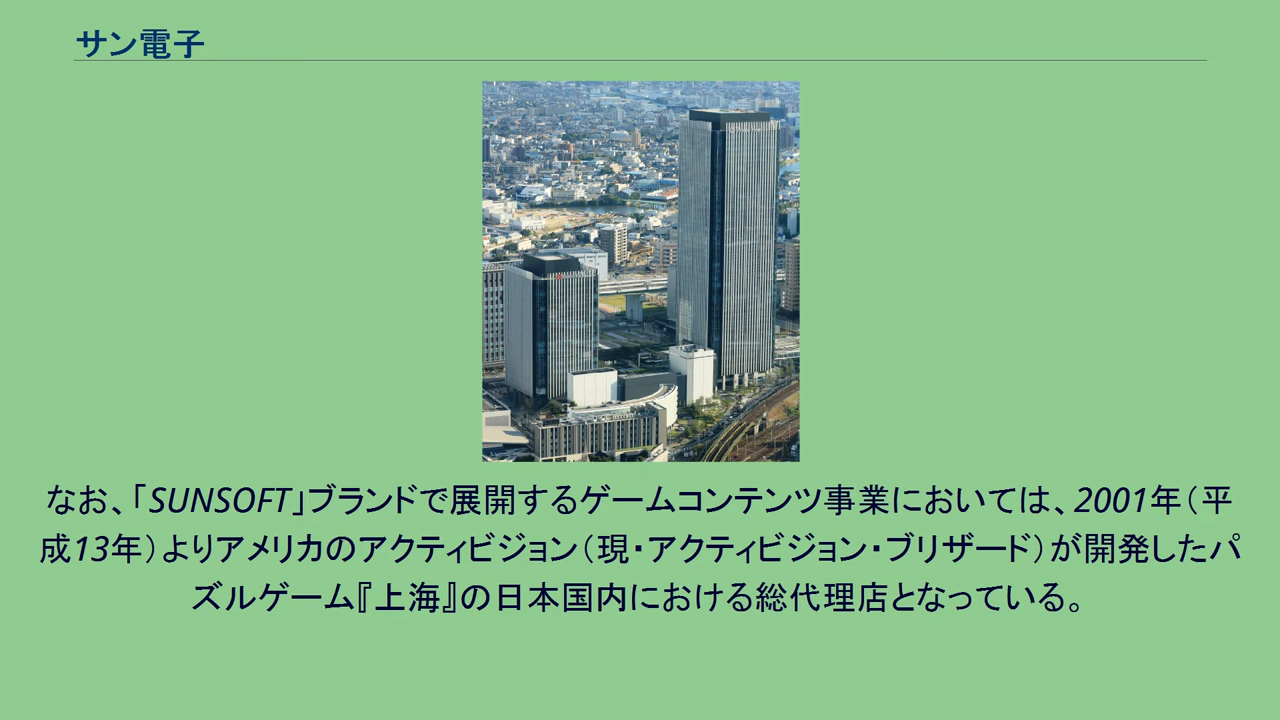 サン電子
なお、「SUNSOFT」ブランドで展開するゲームコンテンツ事業においては、2001年（平
成13年）よりアメリカのアクティビジョン（現・アクティビジョン・ブリザード）が開発したパ
ズルゲーム『上海』の日本国内における総代理店となっている。